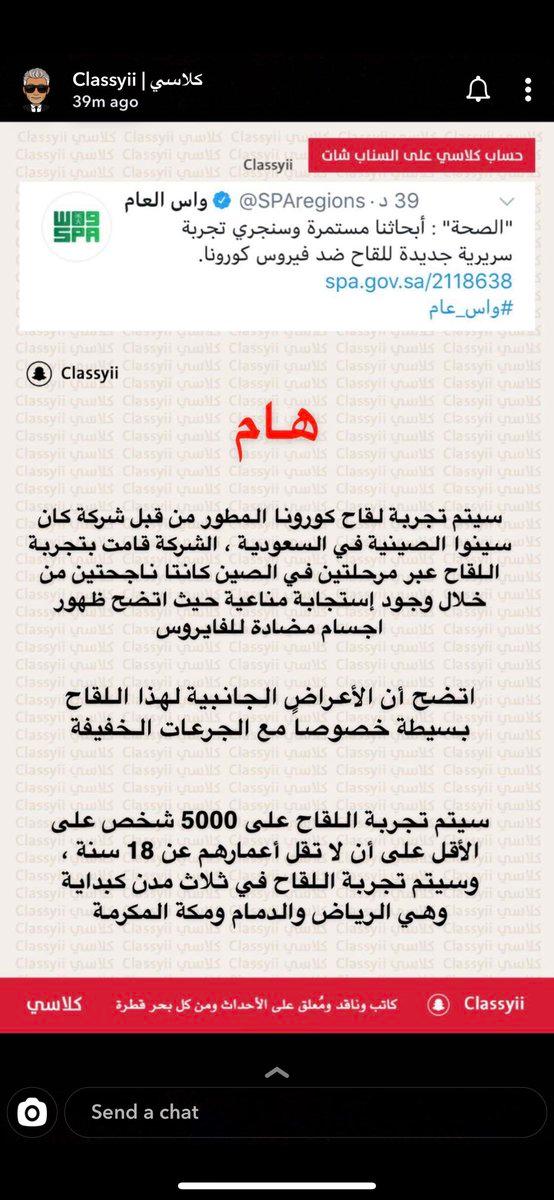 Classyii | كلاسي
39m ago
حساب كلاسي على السناب شات
Classyii
واس العام @SPAregions · 39 د
واس
SPA
"الصحة" : أبحاثنا مستمرة وسنجري تجربة
سريرية جديدة للقاح ضد فيروس كورونا.
spa.gov.sa/2118638
#واس_عام
Classyii
هـام
سيتم تجربة لقاح كورونا المطور من قبل شركة كان
سينوا الصينية في السعودية ، الشركة قامت بتجربة
اللقاح عبر مرحلتين في الصين كانتا ناجحتين من
خلال وجود إستجابة مناعية حيث اتضح ظهور
اجسام مضادة للفايروس
اتضح أن الأعراض الجانبية لهذا اللقاح
بسيطة خصوصاً مع الجرعات الخفيفة
سيتم تجربة اللقاح على 5000 شخص على
الأقل على أن لا تقل أعمارهم عن 18 سنة ،
وسيتم تجربة اللقاح في ثلاث مدن كبداية
وهي الرياض والدمام ومكة المكرمة
كلاسي كاتب وناقد ومُعلق على الأحداث ومن كل بحر قطرة Classyii
Send a chat